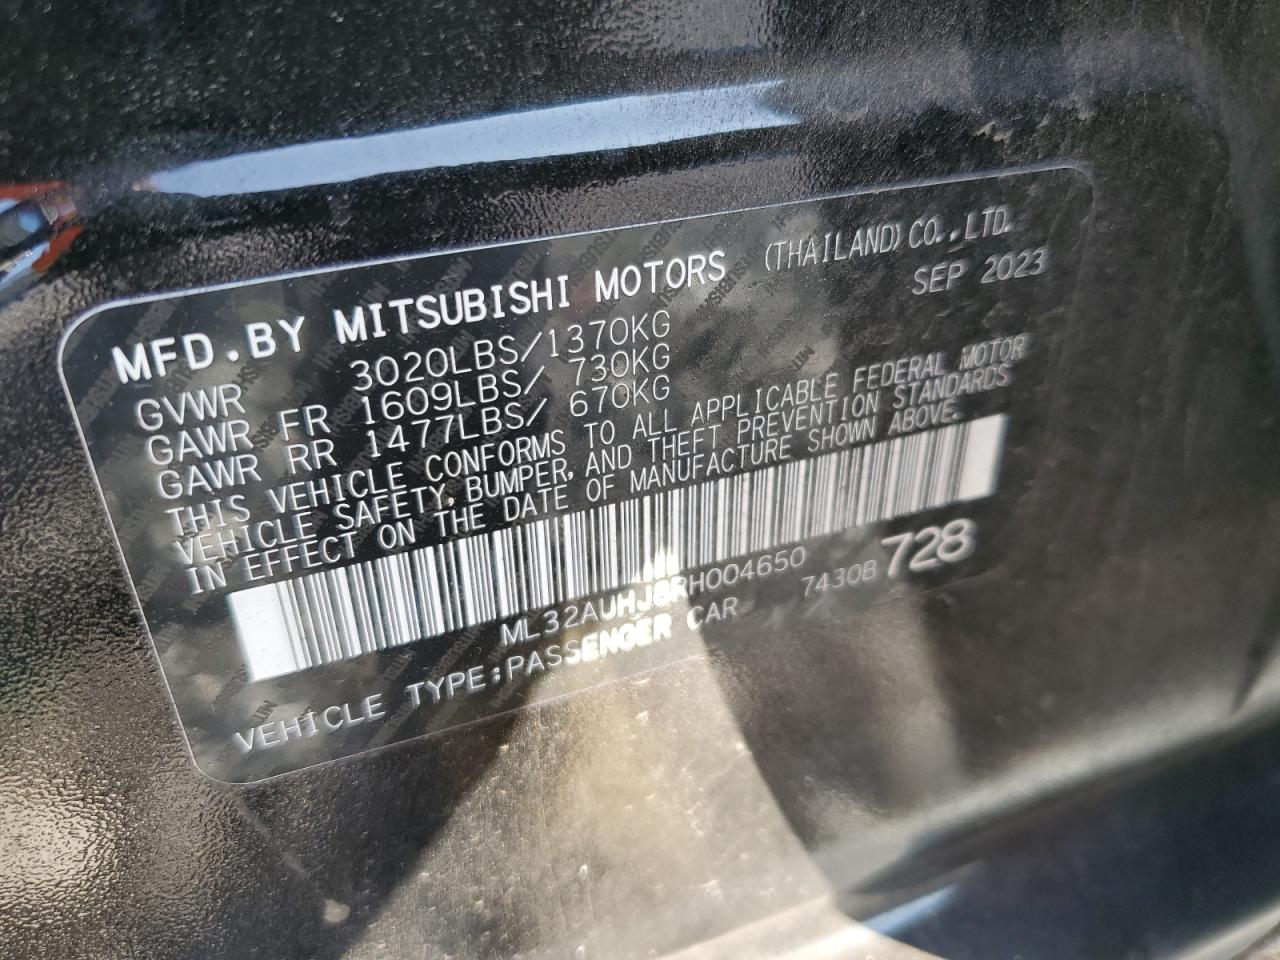 MFD.BY MITSUBISHI MOTORS (THAILAND) CO.,LTD.
SEP 2023
GVWR 3020LBS/1370KG
GAWR FR 1609LBS/ 730KG
GAWR RR 1477LBS/ 670KG
THIS VEHICLE CONFORMS TO ALL APPLICABLE FEDERAL MOTOR
VEHICLE SAFETY, BUMPER, AND THEFT PREVENTION STANDARDS
IN EFFECT ON THE DATE OF MANUFACTURE SHOWN ABOVE.
ML32AUHJ8RH004650
VEHICLE TYPE:PASSENGER CAR 7430B 728